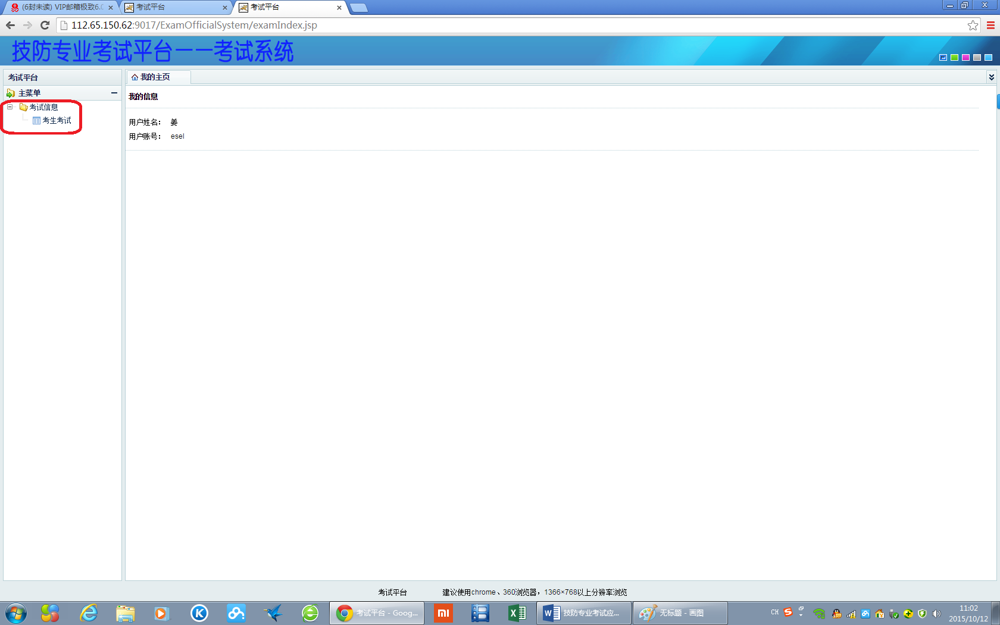 (6封未读) VIP邮箱极致6.0
考试平台
考试平台
112.65.150.62:9017/ExamOfficialSystem/examIndex.jsp
技防专业考试平台——考试系统
考试平台
我的主页
主菜单
我的信息
考试信息
考生考试
用户姓名： 姜
用户账号： esel
考试平台 建议使用chrome、360浏览器，1366×768以上分辨率浏览
考试平台 - Goog...
mi
技防专业考试应...
无标题 - 画图
CH
11:02
2015/10/12